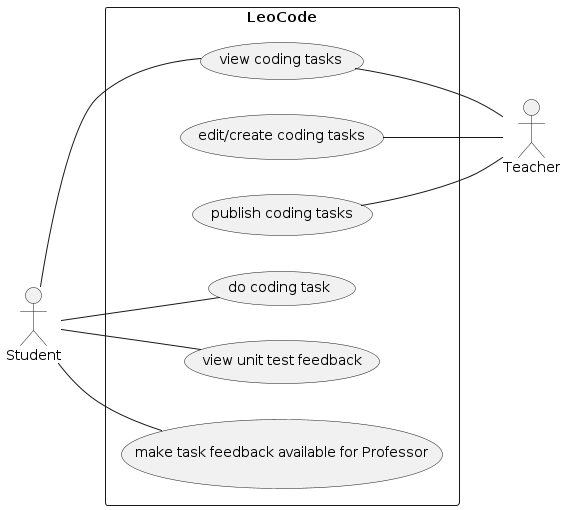 LeoCode
view coding tasks
edit/create coding tasks
Teacher
publish coding tasks
do coding task
Student
view unit test feedback
make task feedback available for Professor